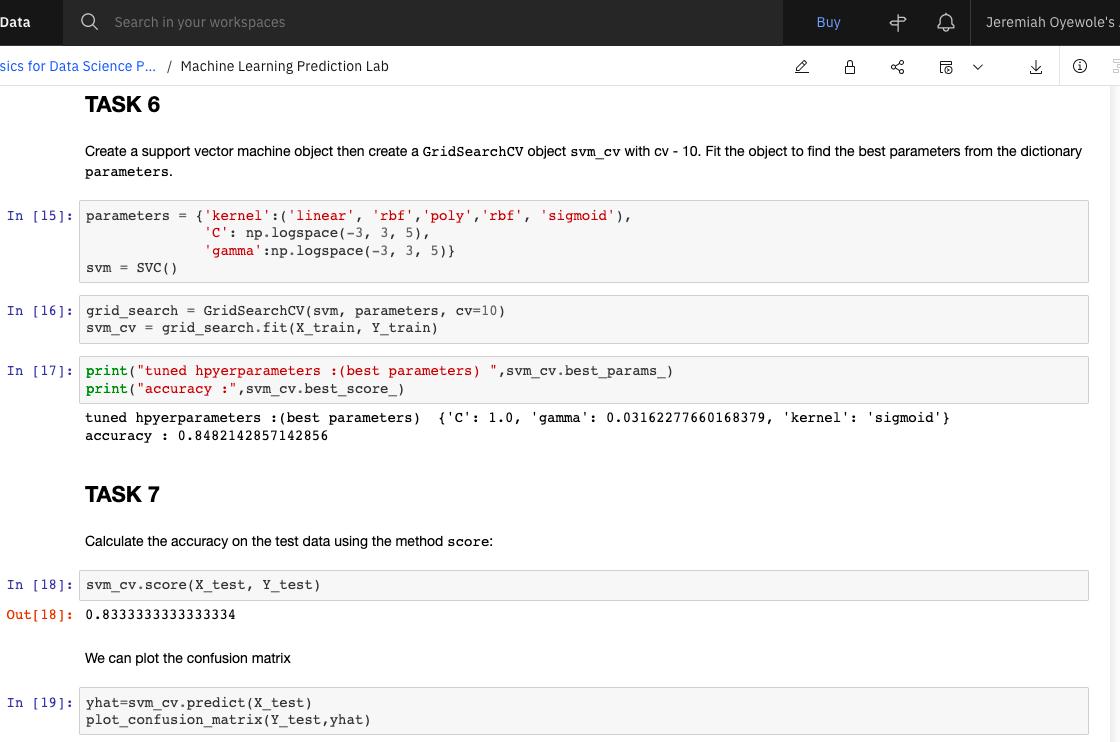 Data Search in your workspaces Buy Jeremiah Oyewole's
sics for Data Science P... / Machine Learning Prediction Lab
TASK 6
Create a support vector machine object then create a GridSearchCV object svm_cv with cv - 10. Fit the object to find the best parameters from the dictionary
parameters.
In [15]: parameters = {'kernel':('linear', 'rbf','poly','rbf', 'sigmoid'),
'C': np.logspace(-3, 3, 5),
'gamma':np.logspace(-3, 3, 5)}
svm = SVC()
In [16]: grid_search = GridSearchCV(svm, parameters, cv=10)
svm_cv = grid_search.fit(X_train, Y_train)
In [17]: print("tuned hpyerparameters :(best parameters) ",svm_cv.best_params_)
print("accuracy :",svm_cv.best_score_)
tuned hpyerparameters :(best parameters)  {'C': 1.0, 'gamma': 0.03162277660168379, 'kernel': 'sigmoid'}
accuracy : 0.8482142857142856
TASK 7
Calculate the accuracy on the test data using the method score:
In [18]: svm_cv.score(X_test, Y_test)
Out[18]: 0.8333333333333334
We can plot the confusion matrix
In [19]: yhat=svm_cv.predict(X_test)
plot_confusion_matrix(Y_test,yhat)